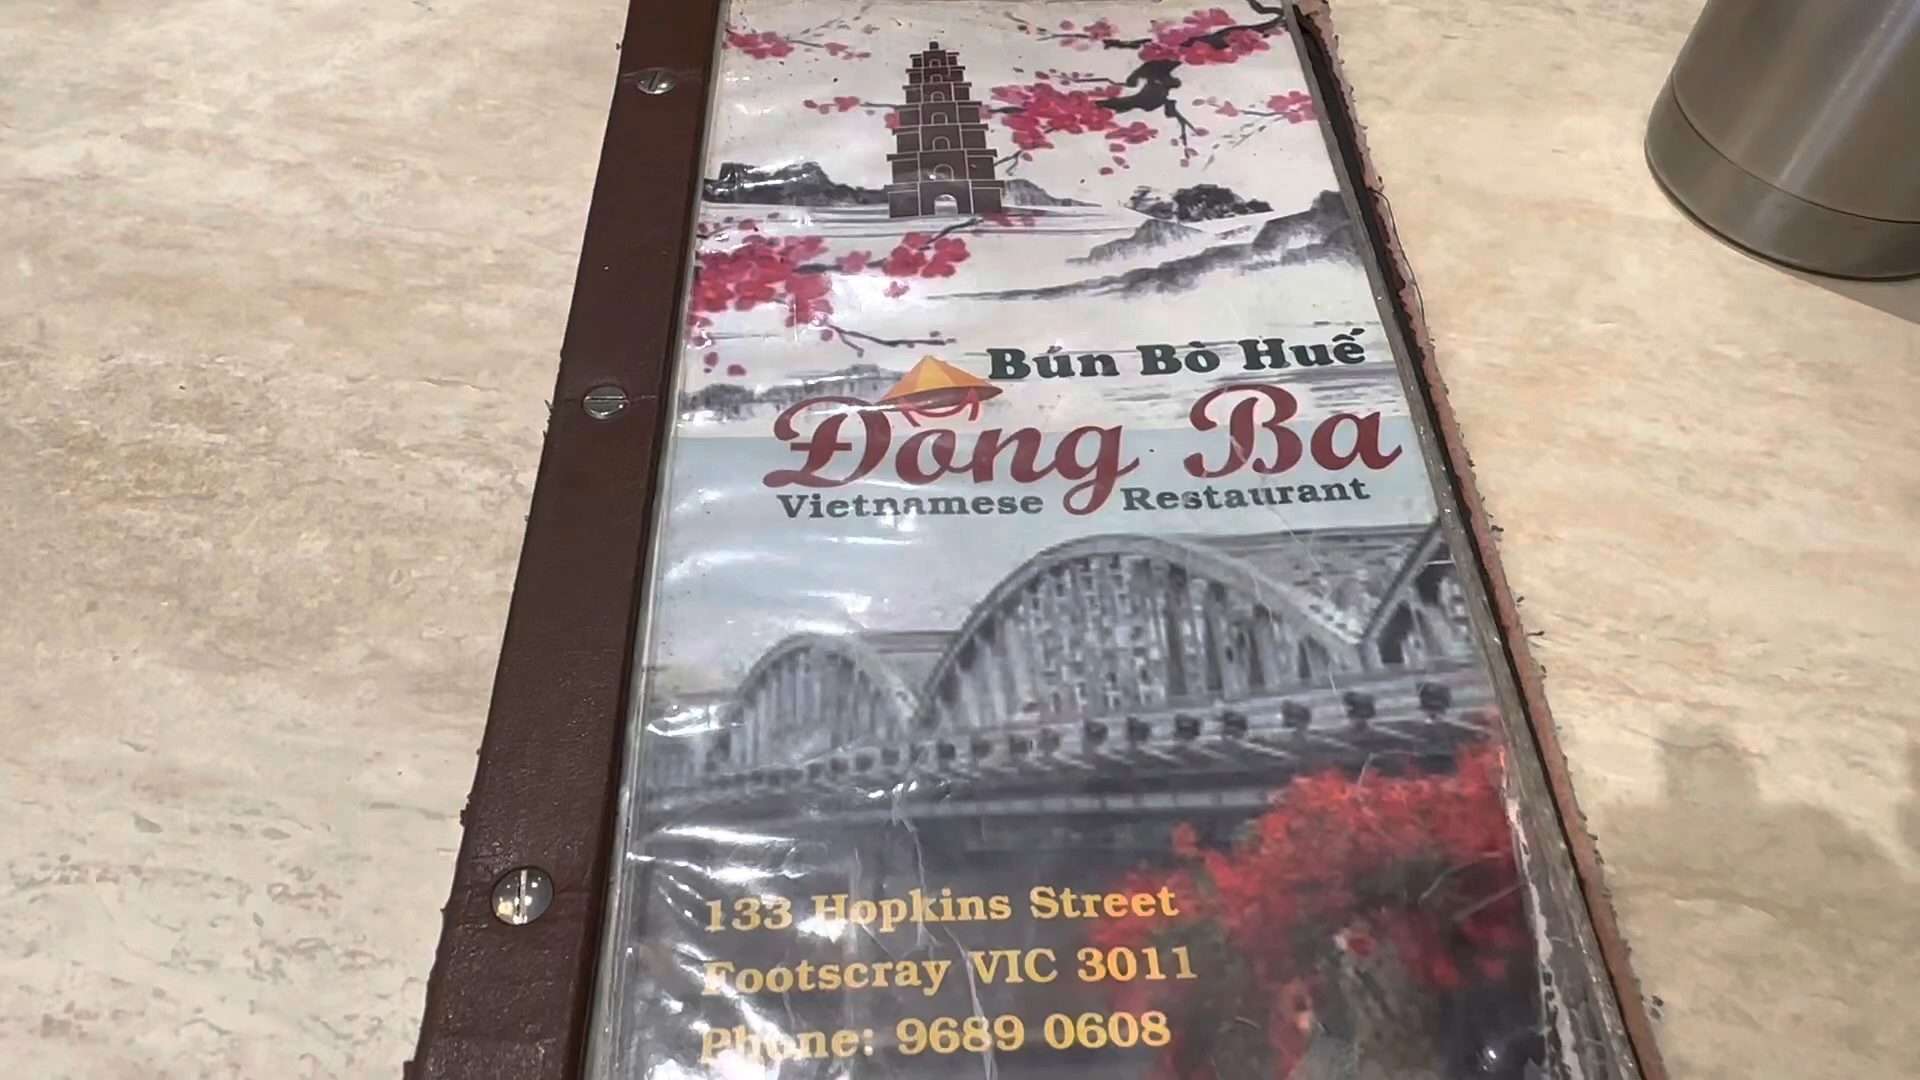 Bún Bò Huế
Đông Ba
Vietnamese Restaurant
133 Hopkins Street
Footscray VIC 3011
Phone: 9689 0608